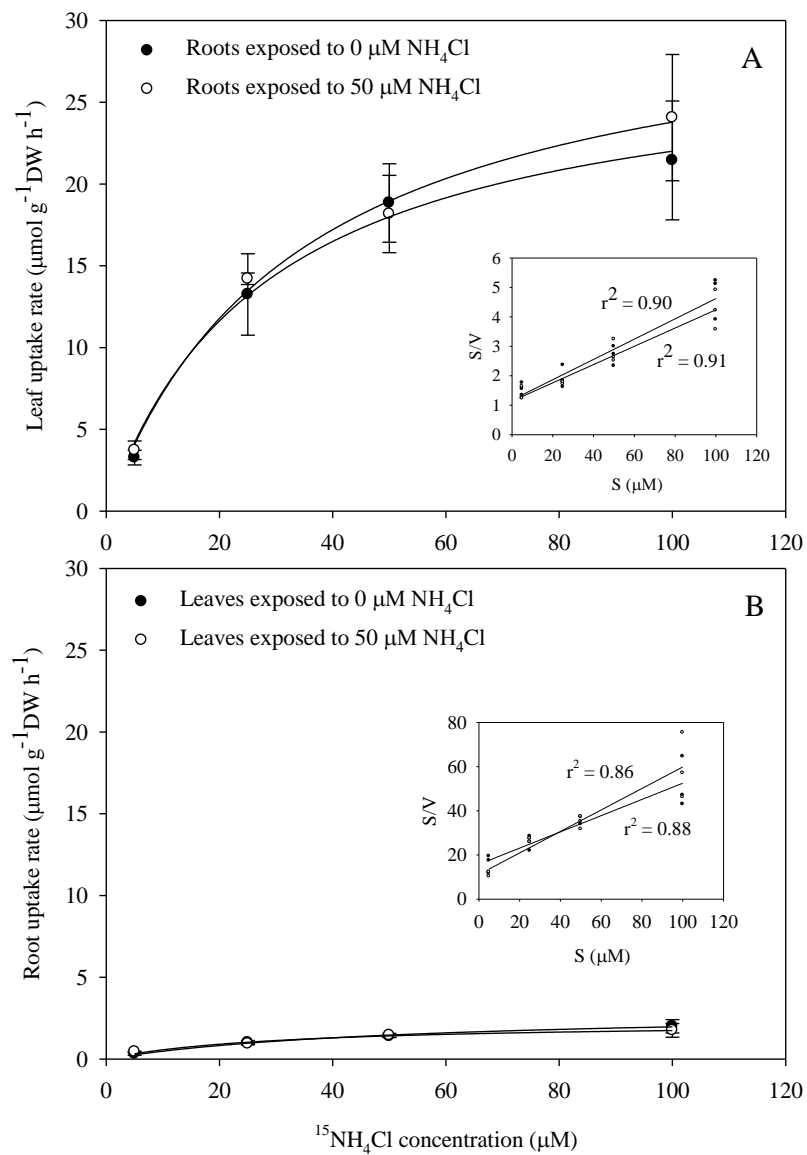 A
Roots exposed to 0 μM NH₄Cl
Roots exposed to 50 μM NH₄Cl
Leaf uptake rate (μmol g⁻¹DW h⁻¹)
30
25
20
15
10
5
0
0 20 40 60 80 100 120
S/V
6
5
4
3
2
1
0
r² = 0.90
r² = 0.91
0 20 40 60 80 100 120
S (μM)
B
Leaves exposed to 0 μM NH₄Cl
Leaves exposed to 50 μM NH₄Cl
Root uptake rate (μmol g⁻¹DW h⁻¹)
30
25
20
15
10
5
0
S/V
80
60
40
20
0
r² = 0.86
r² = 0.88
0 20 40 60 80 100 120
S (μM)
0 20 40 60 80 100 120
¹⁵NH₄Cl concentration (μM)